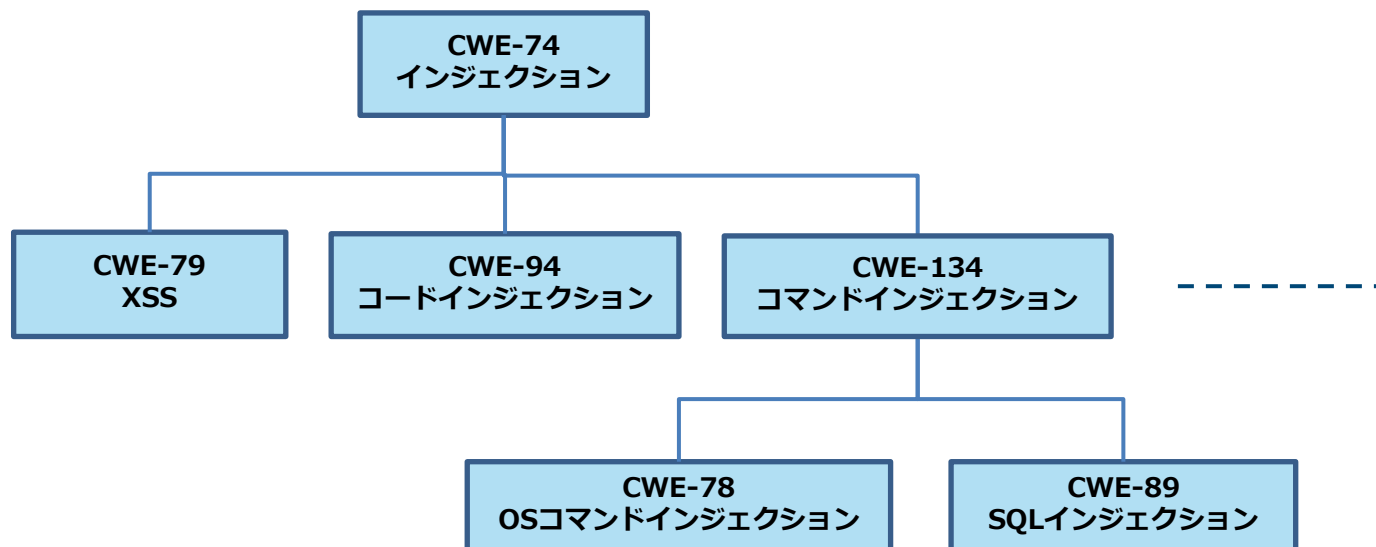 CWE-74
インジェクション
CWE-79
XSS
CWE-94
コードインジェクション
CWE-134
コマンドインジェクション
CWE-78
OSコマンドインジェクション
CWE-89
SQLインジェクション